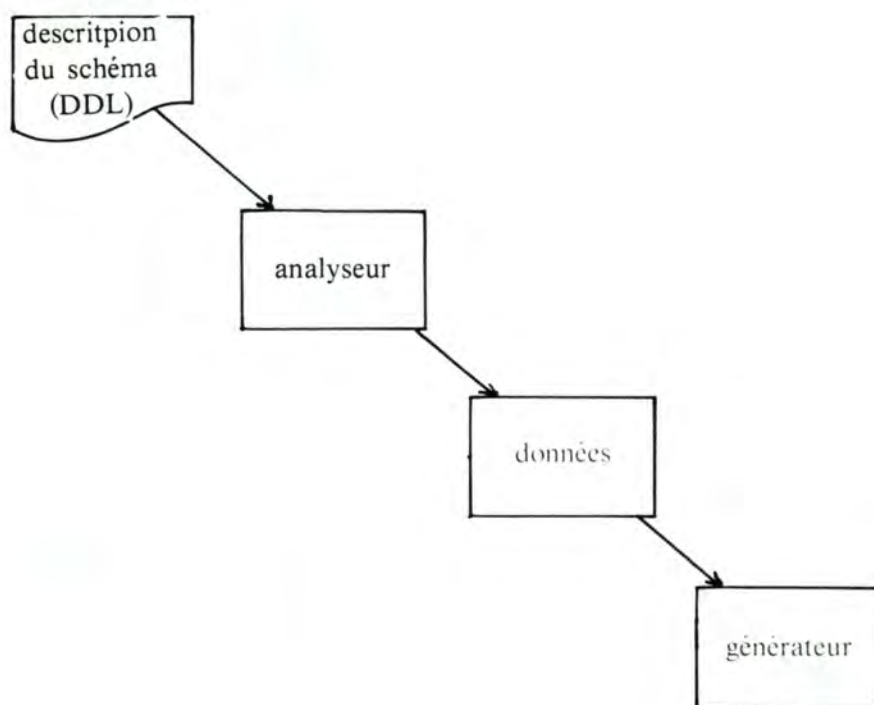 descritpion
du schéma
(DDL)
analyseur
données
générateur